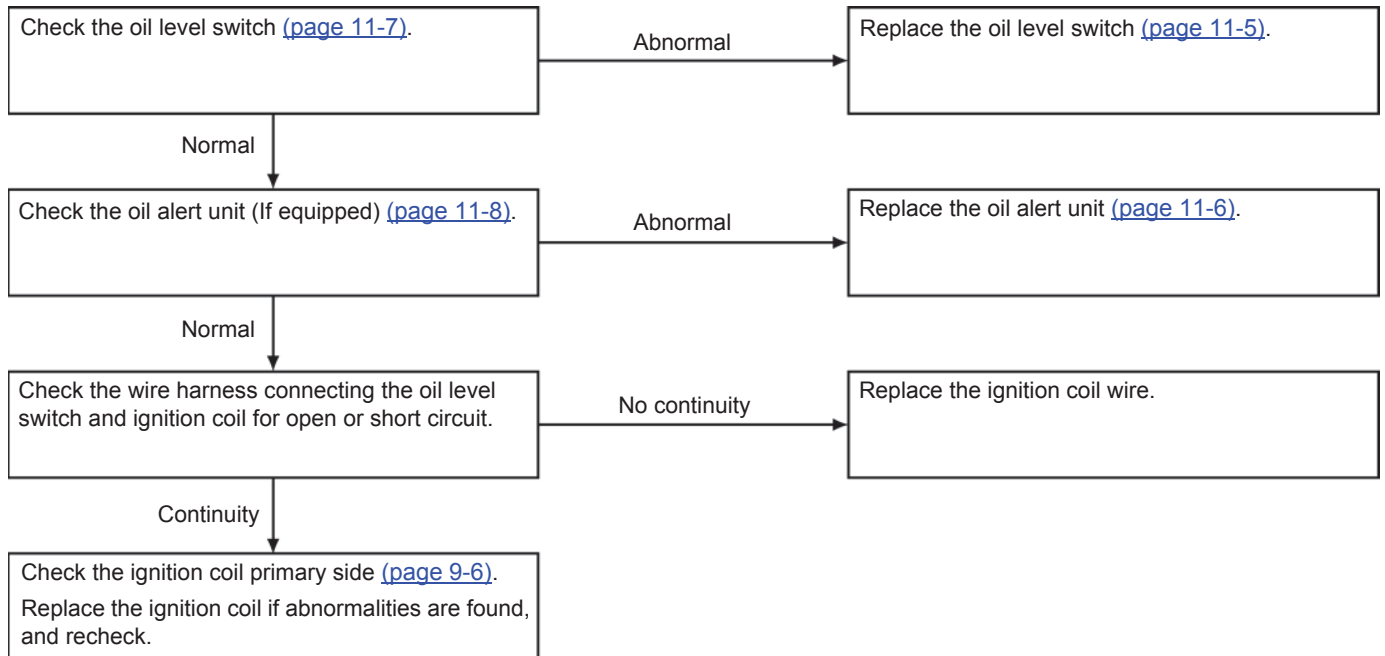 Check the oil level switch (page 11-7).
Abnormal
Replace the oil level switch (page 11-5).
Normal
Check the oil alert unit (If equipped) (page 11-8).
Abnormal
Replace the oil alert unit (page 11-6).
Normal
Check the wire harness connecting the oil level
switch and ignition coil for open or short circuit.
No continuity
Replace the ignition coil wire.
Continuity
Check the ignition coil primary side (page 9-6).
Replace the ignition coil if abnormalities are found,
and recheck.